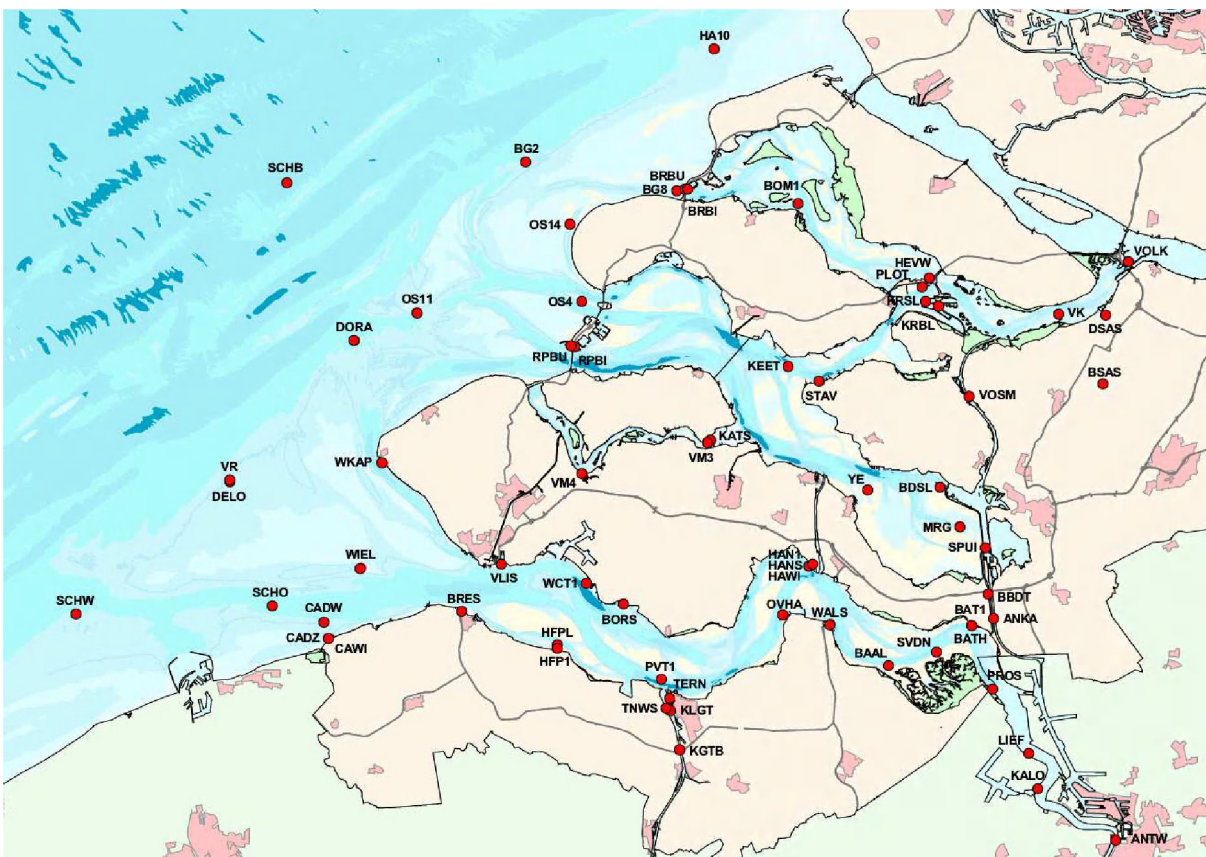 HA10
BG2
SCHB
BRBU
BG8
BRBI
BOM1
OS14
VOLK
HEVW
PLOT
OS4
KRSL
OS11
VK
DSAS
KRBL
DORA
RPBU
RPBI
KEET
STAV
BSAS
VOSM
KATS
VM3
WKAP
VR
DELO
VM4
YE
BDSL
MRG
SPUI
HAN1
HANS
HAWI
VLIS
WIEL
WCT1
BBDT
SCHW
SCHO
CADW
BRES
BORS
OVHA
WALS
BAT1
ANKA
CADZ
CAWI
HFPL
HFP1
BATH
SVDN
BAAL
PVT1
TERN
PROS
TNWS
KLGT
KGTB
LIEF
KALO
ANTW